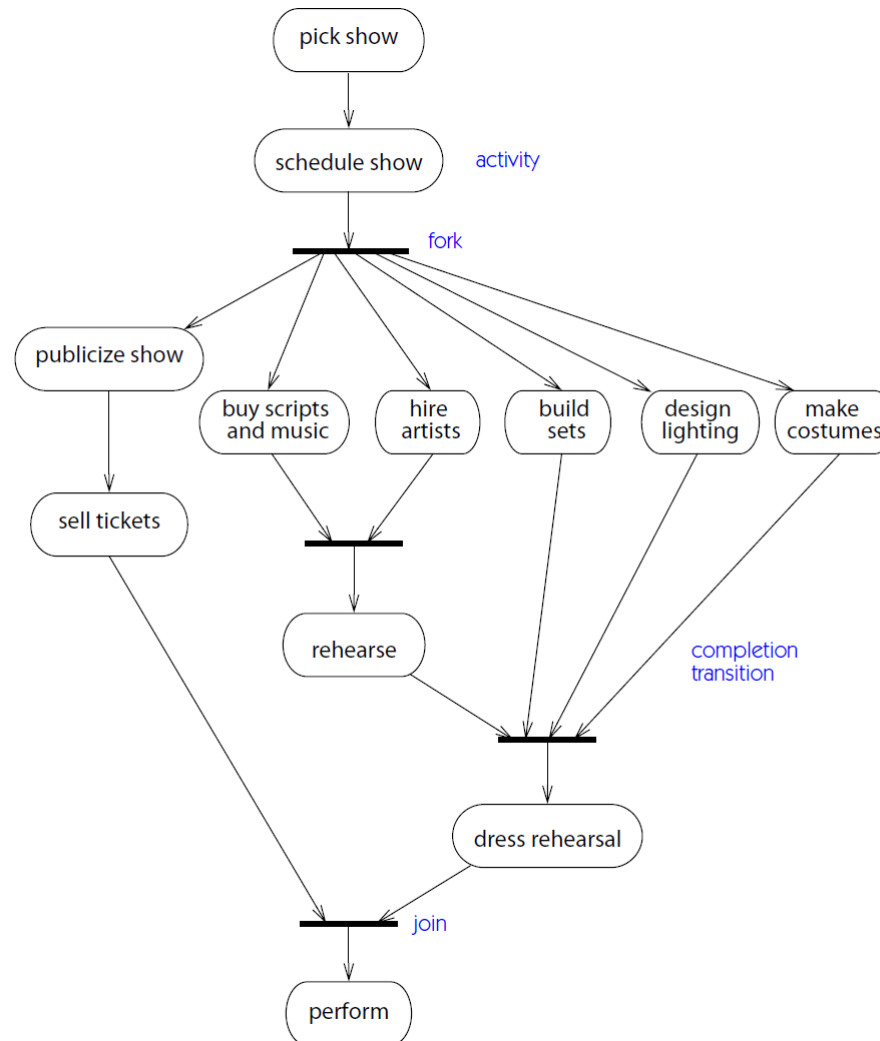 pick show
schedule show
activity
fork
publicize show
buy scripts
and music
hire
artists
build
sets
design
lighting
make
costumes
sell tickets
rehearse
completion
transition
dress rehearsal
join
perform